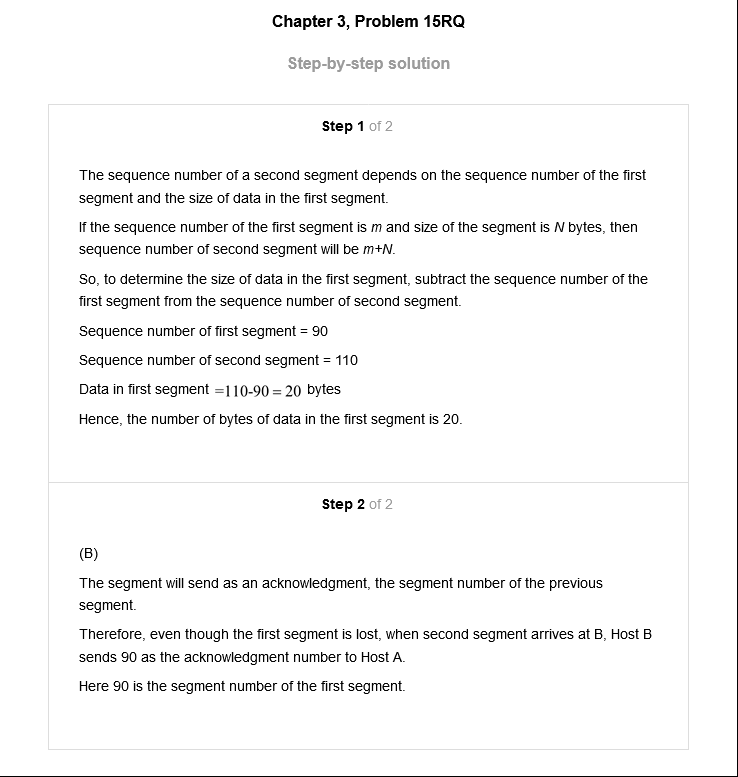 Chapter 3, Problem 15RQ
Step-by-step solution
Step 1 of 2
The sequence number of a second segment depends on the sequence number of the first
segment and the size of data in the first segment.
If the sequence number of the first segment is m and size of the segment is N bytes, then
sequence number of second segment will be m+N.
So, to determine the size of data in the first segment, subtract the sequence number of the
first segment from the sequence number of second segment.
Sequence number of first segment = 90
Sequence number of second segment = 110
Data in first segment =110-90 = 20 bytes
Hence, the number of bytes of data in the first segment is 20.
Step 2 of 2
(B)
The segment will send as an acknowledgment, the segment number of the previous
segment.
Therefore, even though the first segment is lost, when second segment arrives at B, Host B
sends 90 as the acknowledgment number to Host A.
Here 90 is the segment number of the first segment.